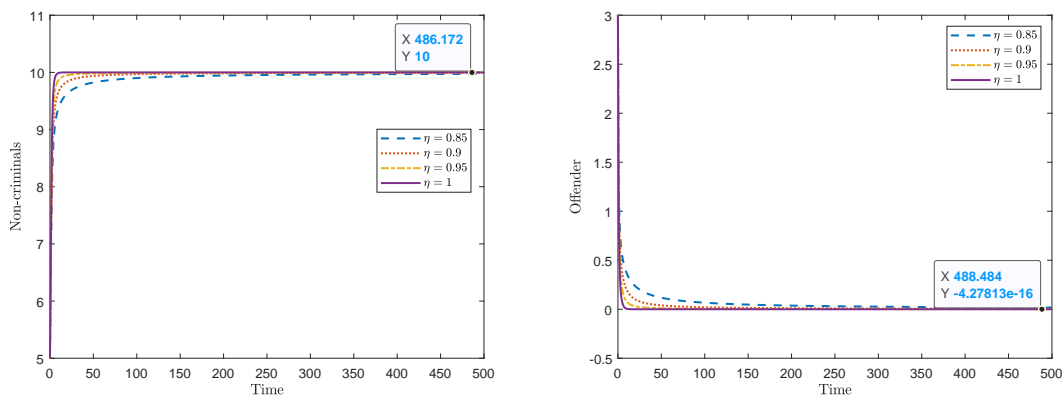 11
10
9
8
7
6
5
Non-criminals
0 50 100 150 200 250 300 350 400 450 500
Time
X 486.172
Y 10
η = 0.85
η = 0.9
η = 0.95
η = 1
3
2.5
2
1.5
1
0.5
0
-0.5
Offender
0 50 100 150 200 250 300 350 400 450 500
Time
η = 0.85
η = 0.9
η = 0.95
η = 1
X 488.484
Y -4.27813e-16